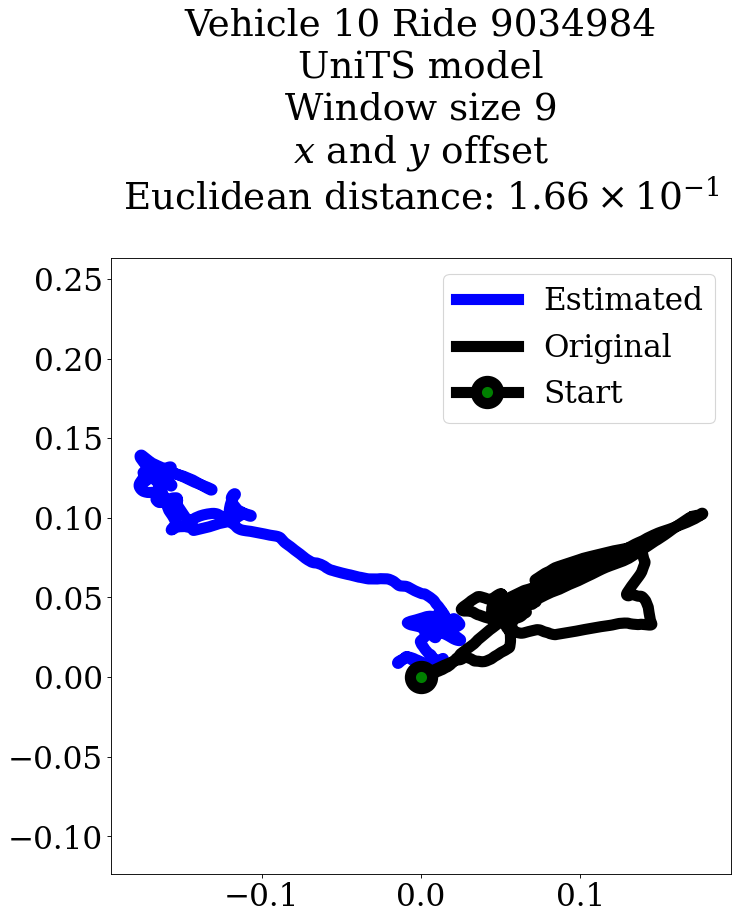 Vehicle 10 Ride 9034984
UniTS model
Window size 9
x and y offset
Euclidean distance: 1.66 × 10⁻¹
Estimated
Original
Start
0.25
0.20
0.15
0.10
0.05
0.00
−0.05
−0.10
−0.1 0.0 0.1